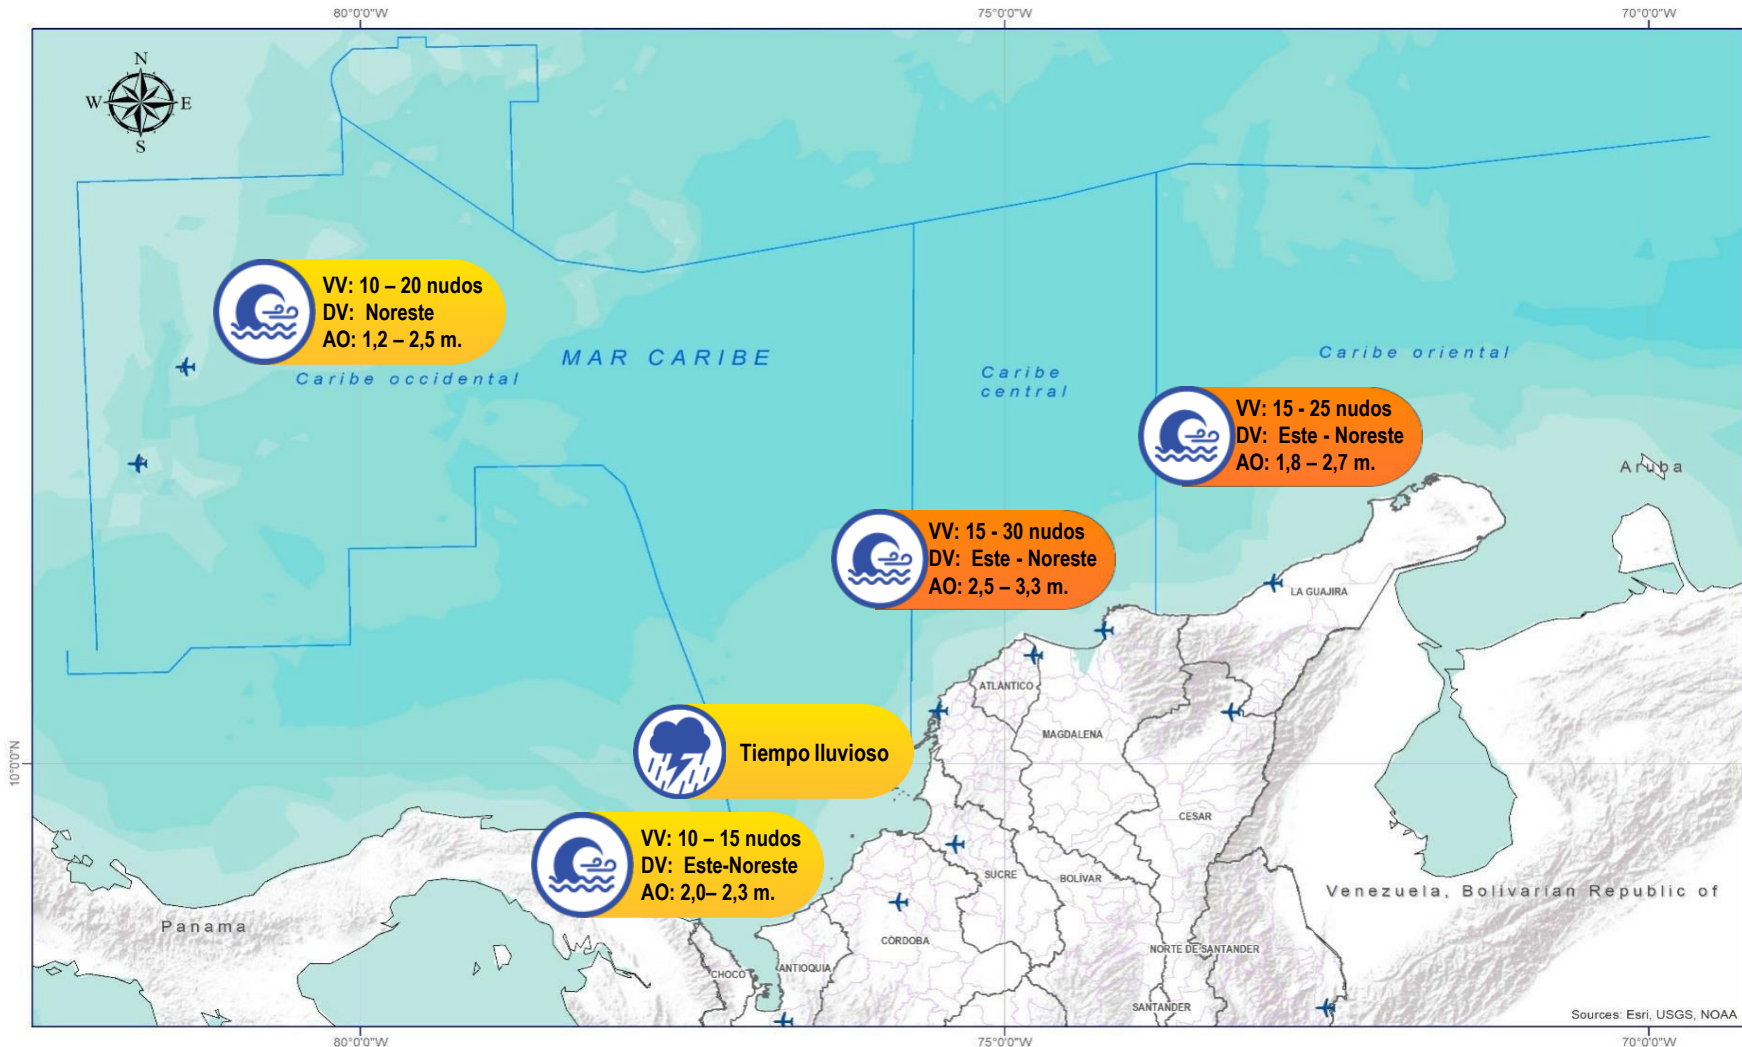 80°0'0"W
75°0'0"W
70°0'0"W
N
W
E
S
VV: 10 – 20 nudos
DV: Noreste
AO: 1,2 – 2,5 m.
MAR CARIBE
Caribe occidental
Caribe
central
Caribe oriental
VV: 15 - 25 nudos
DV: Este - Noreste
AO: 1,8 – 2,7 m.
Aruba
VV: 15 - 30 nudos
DV: Este - Noreste
AO: 2,5 – 3,3 m.
LA GUAJIRA
ATLÁNTICO
MAGDALENA
Tiempo lluvioso
10°0'0"N
CESAR
VV: 10 – 15 nudos
DV: Este-Noreste
AO: 2,0– 2,3 m.
SUCRE
BOLÍVAR
Venezuela, Bolivarian Republic of
Panama
CÓRDOBA
NORTE DE SANTANDER
CHOCÓ
ANTIOQUIA
SANTANDER
Sources: Esri, USGS, NOAA
80°0'0"W
75°0'0"W
70°0'0"W